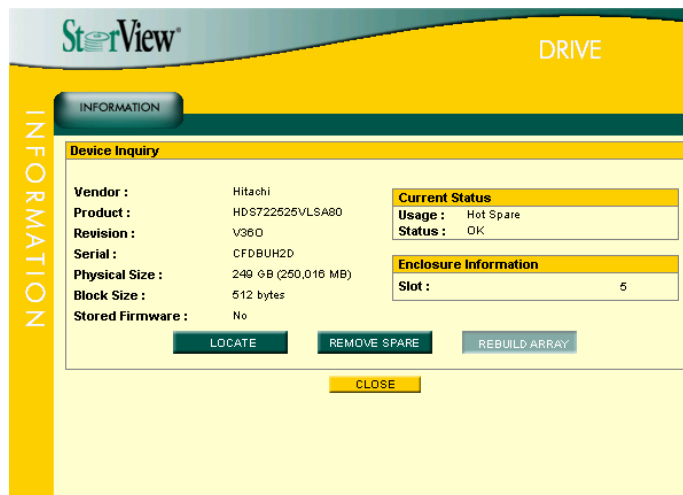 StorView®
DRIVE
INFORMATION
INFORMATION
Device Inquiry
Vendor : Hitachi
Product : HDS722525VLSA80
Revision : V36O
Serial : CFDBUH2D
Physical Size : 249 GB (250,016 MB)
Block Size : 512 bytes
Stored Firmware : No
Current Status
Usage : Hot Spare
Status : OK
Enclosure Information
Slot : 5
LOCATE REMOVE SPARE REBUILD ARRAY
CLOSE